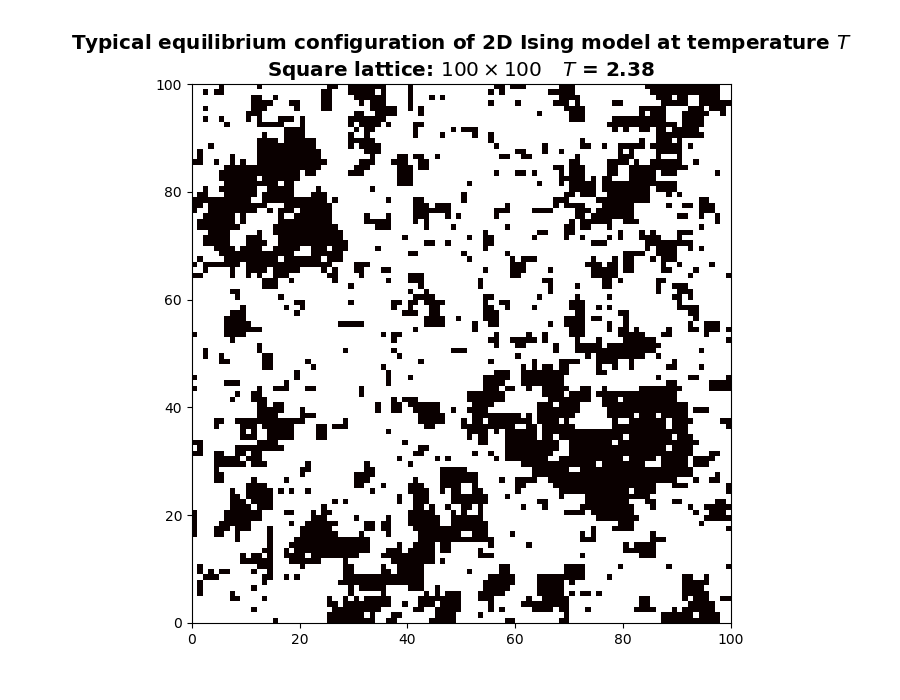 Typical equilibrium configuration of 2D Ising model at temperature T
Square lattice: 100 × 100 T = 2.38
100
80
60
40
20
0
0 20 40 60 80 100